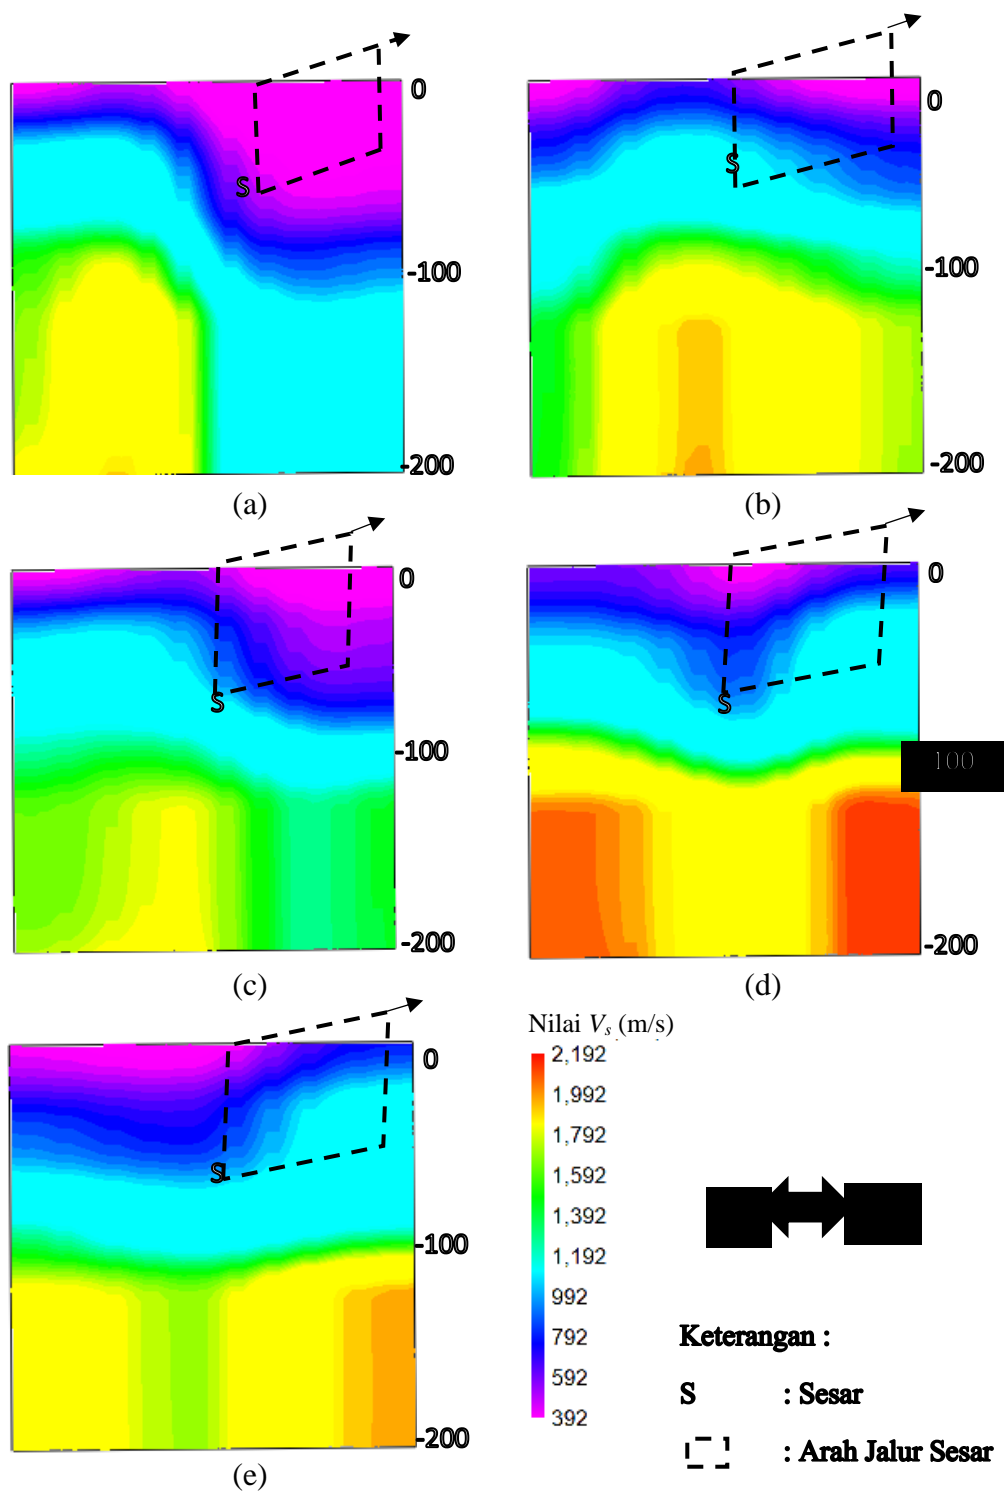 0
S
-100
-200
(a)
0
S
-100
-200
(b)
0
S
-100
-200
(c)
0
S
100
-200
(d)
0
S
-100
-200
(e)
Nilai Vs (m/s)
2,192
1,992
1,792
1,592
1,392
1,192
992
792
592
392
Keterangan :
S : Sesar
: Arah Jalur Sesar